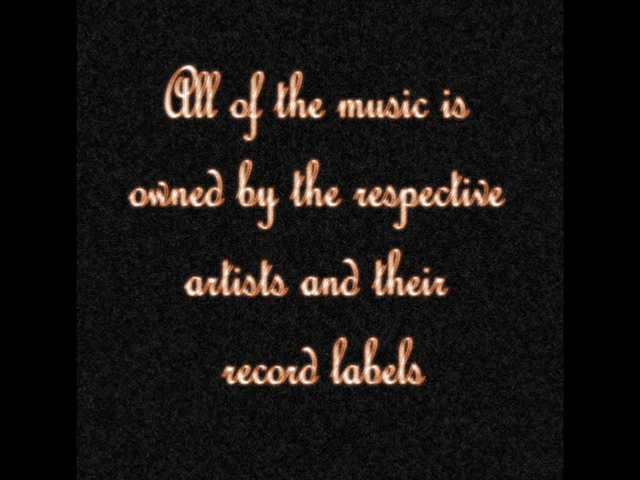 All of the music is
owned by the respective
artists and their
record labels